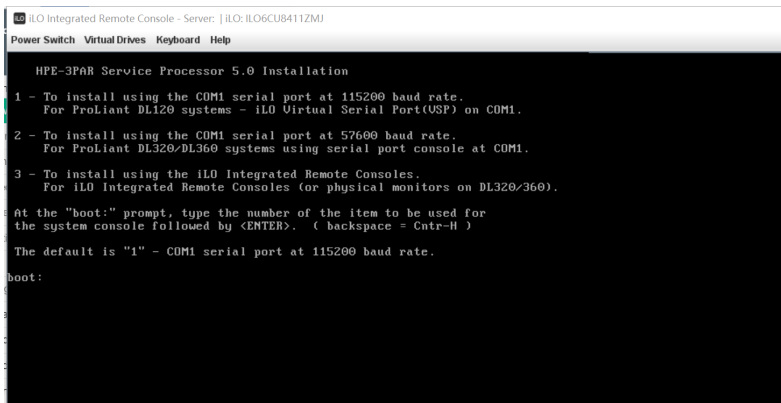 iLO iLO Integrated Remote Console - Server: | iLO: ILO6CU8411ZMJ
Power Switch Virtual Drives Keyboard Help
HPE-3PAR Service Processor 5.0 Installation
1 - To install using the COM1 serial port at 115200 baud rate.
For ProLiant DL120 systems - iLO Virtual Serial Port(VSP) on COM1.
2 - To install using the COM1 serial port at 57600 baud rate.
For ProLiant DL320/DL360 systems using serial port console at COM1.
3 - To install using the iLO Integrated Remote Consoles.
For iLO Integrated Remote Consoles (or physical monitors on DL320/360).
At the "boot:" prompt, type the number of the item to be used for
the system console followed by <ENTER>. ( backspace = Cntr-H )
The default is "1" - COM1 serial port at 115200 baud rate.
boot: